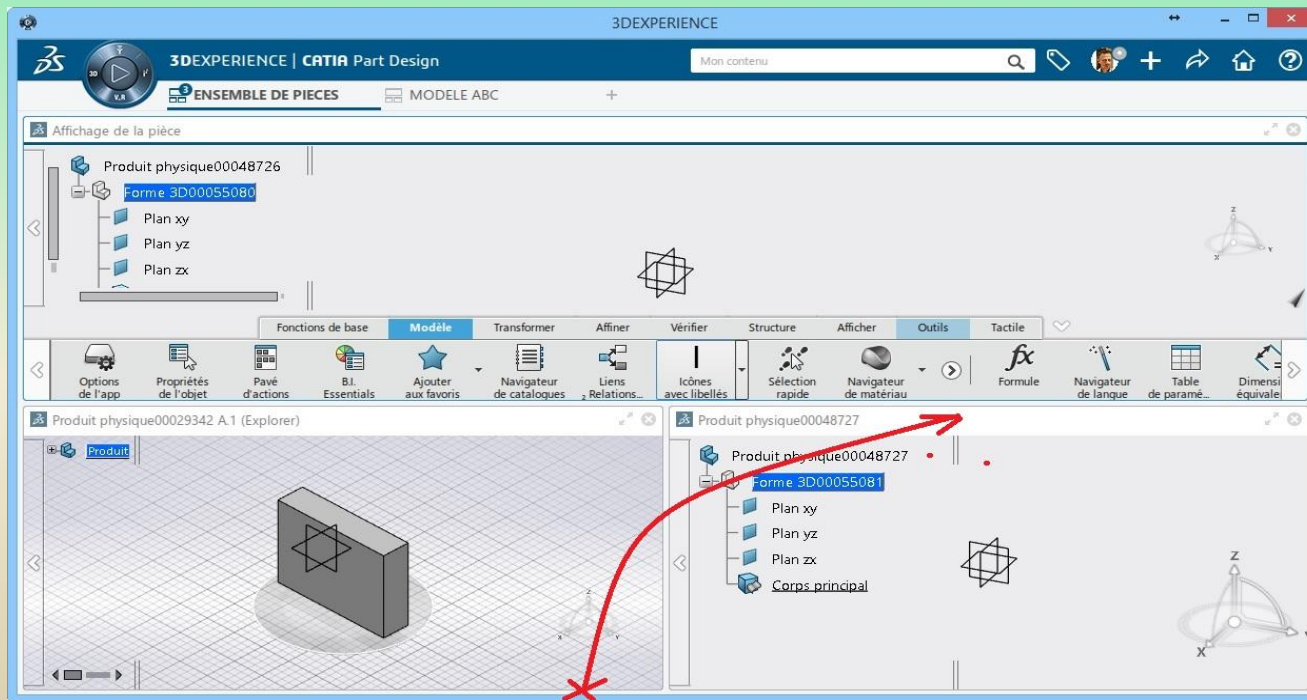 3DEXPERIENCE
3DEXPERIENCE | CATIA Part Design
Mon contenu
3D
V.R
3 ENSEMBLE DE PIECES
MODELE ABC
+
Affichage de la pièce
Produit physique00048726
Forme 3D00055080
Plan xy
Plan yz
Plan zx
z
x
y
Fonctions de base Modèle Transformer Affiner Vérifier Structure Afficher Outils Tactile
Options de l'app
Propriétés de l'objet
Pavé d'actions
B.I. Essentials
Ajouter aux favoris
Navigateur de catalogues
Liens Relations...
Icônes avec libellés
Sélection rapide
Navigateur de matériau
fx
Formule
Navigateur de langue
Table de paramé...
Dimensi équivale
Produit physique00029342 A.1 (Explorer)
Produit
z
x
y
Produit physique00048727
Produit physique00048727
Forme 3D00055081
Plan xy
Plan yz
Plan zx
Corps principal
z
x